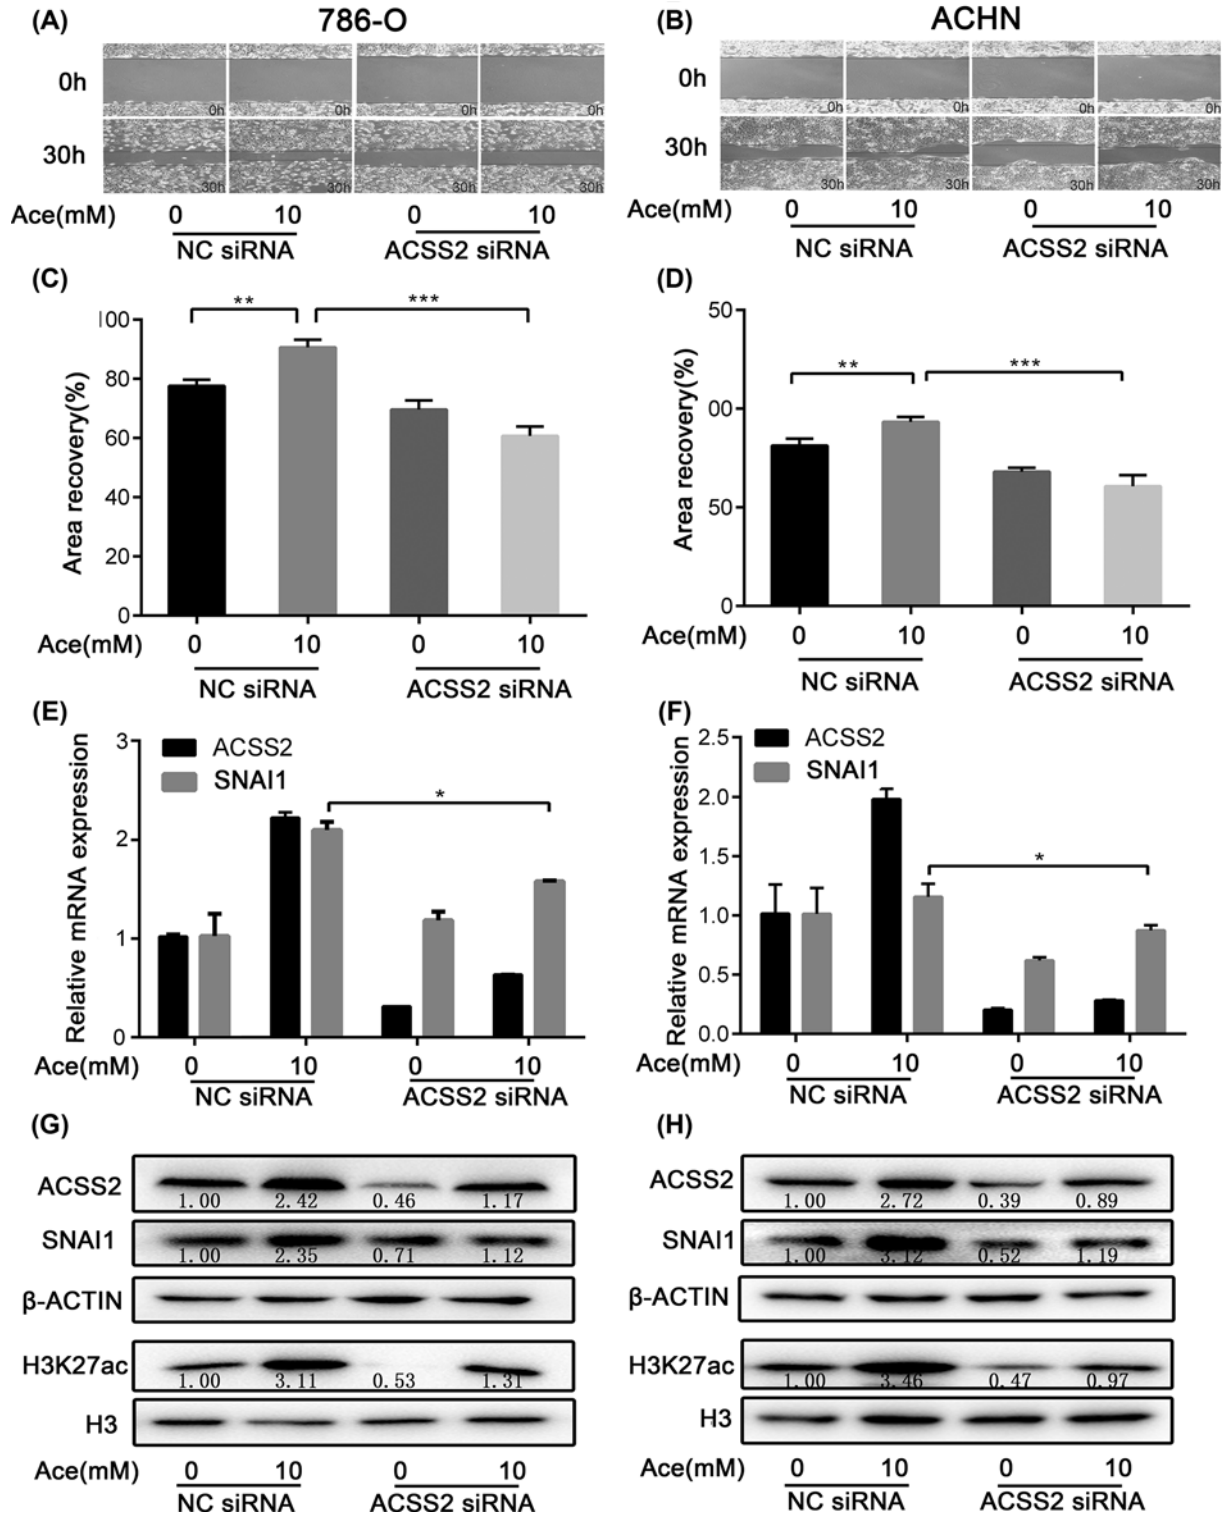 (A)
786-O
0h
0h
0h
0h
0h
30h
30h
30h
30h
30h
Ace(mM)
0
10
0
10
NC siRNA
ACSS2 siRNA
(B)
ACHN
0h
0h
0h
0h
0h
30h
30h
30h
30h
30h
Ace(mM)
0
10
0
10
NC siRNA
ACSS2 siRNA
(C)
Area recovery(%)
00
80
60
40
20
0
**
***
Ace(mM)
0
10
0
10
NC siRNA
ACSS2 siRNA
(D)
Area recovery(%)
50
00
50
0
**
***
Ace(mM)
0
10
0
10
NC siRNA
ACSS2 siRNA
(E)
Relative mRNA expression
3
2
1
0
ACSS2
SNAI1
*
Ace(mM)
0
10
0
10
NC siRNA
ACSS2 siRNA
(F)
Relative mRNA expression
2.5
2.0
1.5
1.0
0.5
0.0
ACSS2
SNAI1
*
Ace(mM)
0
10
0
10
NC siRNA
ACSS2 siRNA
(G)
ACSS2
1.00 2.42 0.46 1.17
SNAI1
1.00 2.35 0.71 1.12
β-ACTIN
H3K27ac
1.00 3.11 0.53 1.31
H3
Ace(mM)
0
10
0
10
NC siRNA
ACSS2 siRNA
(H)
ACSS2
1.00 2.72 0.39 0.89
SNAI1
1.00 3.12 0.52 1.19
β-ACTIN
H3K27ac
1.00 3.46 0.47 0.97
H3
Ace(mM)
0
10
0
10
NC siRNA
ACSS2 siRNA